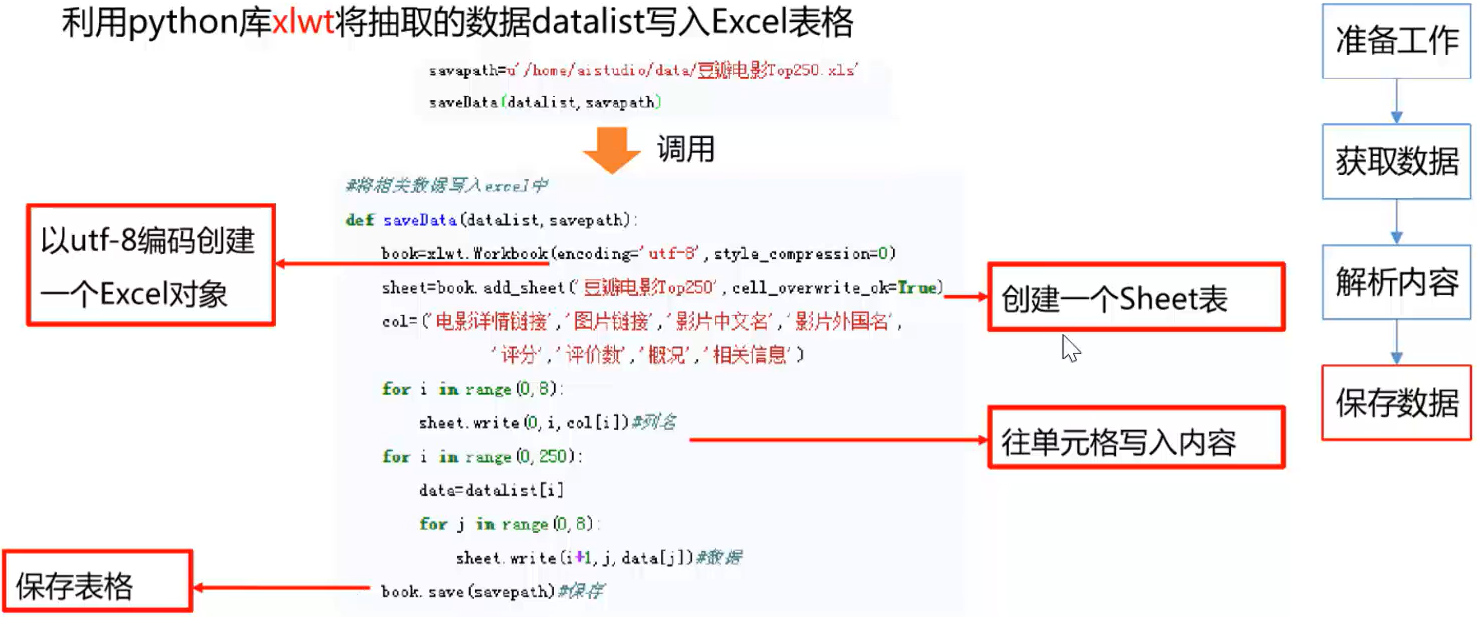 利用python库xlwt将抽取的数据datalist写入Excel表格
savapath=u'/home/aistudio/data/豆瓣电影Top250.xls'
saveData(datalist,savapath)
调用
#将相关数据写入excel中
def saveData(datalist,savepath):
book=xlwt.Workbook(encoding='utf-8',style_compression=0)
sheet=book.add_sheet('豆瓣电影Top250',cell_overwrite_ok=True)
col=('电影详情链接','图片链接','影片中文名','影片外国名',
'评分','评价数','概况','相关信息')
for i in range(0,8):
sheet.write(0,i,col[i])#列名
for i in range(0,250):
data=datalist[i]
for j in range(0,8):
sheet.write(i+1,j,data[j])#数据
book.save(savepath)#保存
以utf-8编码创建
一个Excel对象
创建一个Sheet表
往单元格写入内容
保存表格
准备工作
获取数据
解析内容
保存数据